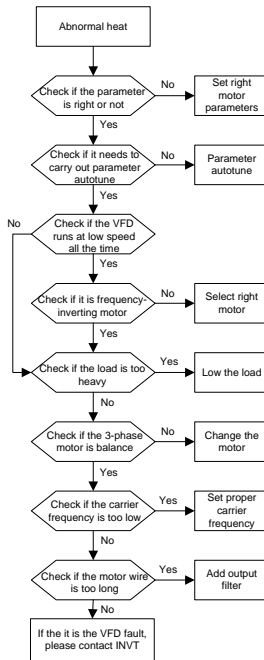 Abnormal heat
Check if the parameter
is right or not
No
Set right
motor
parameters
Yes
Check if it needs to
carry out parameter
autotune
No
Parameter
autotune
Yes
No
Check if the VFD
runs at low speed
all the time
Yes
Check if it is frequency-
inverting motor
No
Select right
motor
Yes
Check if the load is too
heavy
Yes
Low the load
No
Check if the 3-phase
motor is balance
No
Change the
motor
Yes
Check if the carrier
frequency is too low
Yes
Set proper
carrier
frequency
No
Check if the motor wire
is too long
Yes
Add output
filter
No
If the it is the VFD fault,
please contact INVT